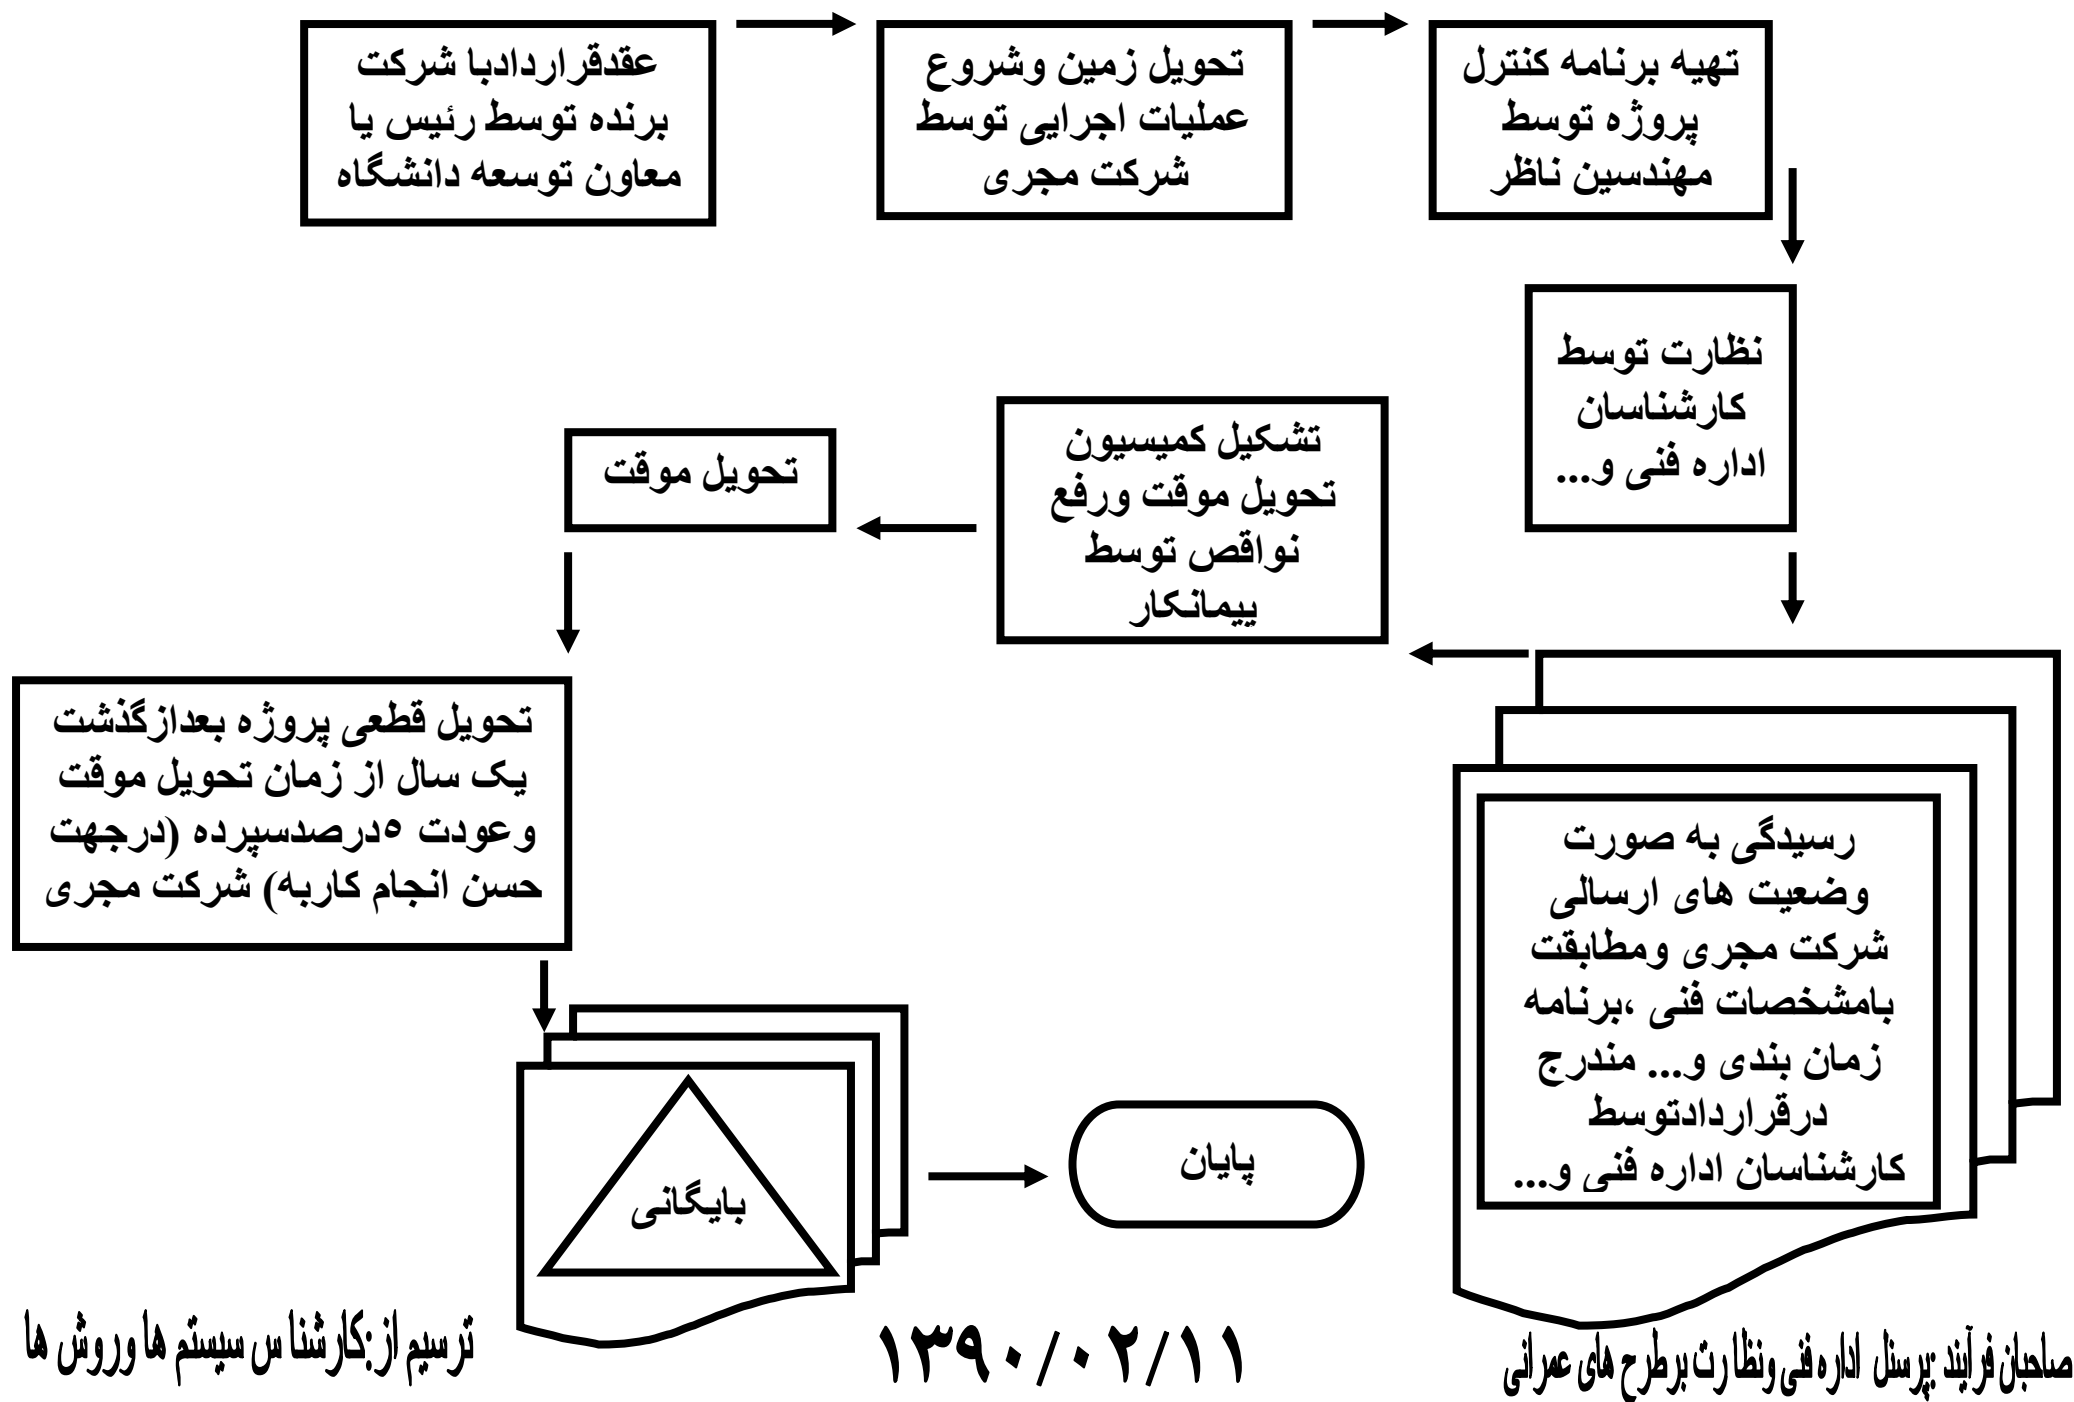 عقدقراردادبا شرکت
برنده توسط رئیس یا
معاون توسعه دانشگاه
تحویل زمین وشروع
عملیات اجرایی توسط
شرکت مجری
تهیه برنامه کنترل
پروژه توسط
مهندسین ناظر
نظارت توسط
کارشناسان
اداره فنی و...
رسیدگی به صورت
وضعیت های ارسالی
شرکت مجری ومطابقت
بامشخصات فنی ،برنامه
زمان بندی و... مندرج
درقراردادتوسط
کارشناسان اداره فنی و...
تشکیل کمیسیون
تحویل موقت ورفع
نواقص توسط
پیمانکار
تحویل موقت
تحویل قطعی پروژه بعدازگذشت
یک سال از زمان تحویل موقت
وعودت ۵درصدسپرده (درجهت
حسن انجام کاربه) شرکت مجری
بایگانی
پایان
صاحبان فرآیند :پرسنل اداره فنی ونظا رت برطرح های عمرانی
۱۳۹۰/۰۲/۱۱
ترسیم از:کارشنا س سیستم ها وروش ها